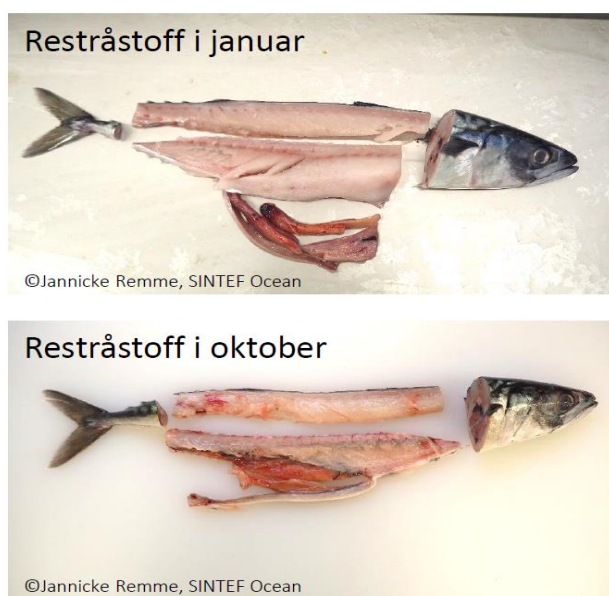 Restråstoff i januar
©Jannicke Remme, SINTEF Ocean
Restråstoff i oktober
©Jannicke Remme, SINTEF Ocean